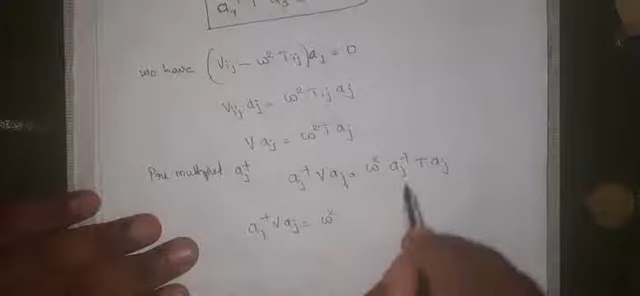 we have (Vij - ω² Tij)aj = 0
Vij aj = ω² Tij aj
V aj = ω² T aj
Pre multiplied aj† aj† V aj = ω² aj† T aj
aj† V aj = ω²